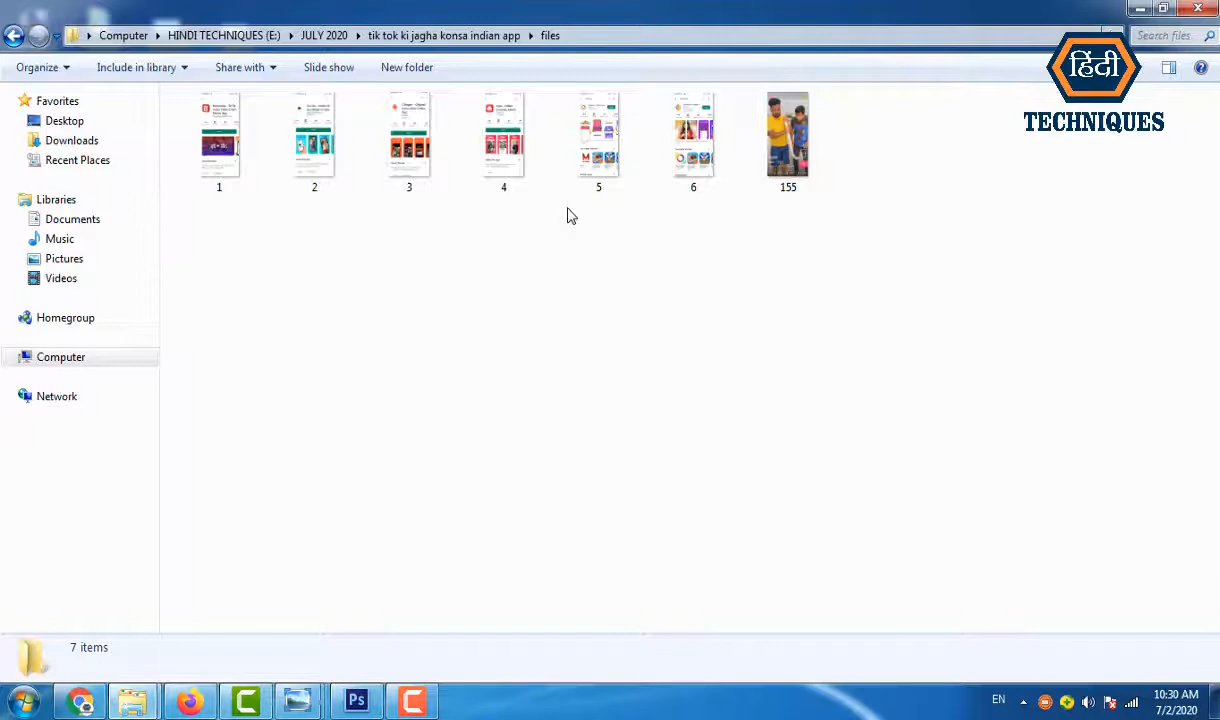 Computer ▸ HINDI TECHNIQUES (E:) ▸ JULY 2020 ▸ tik tok ki jagha konsa indian app ▸ files
Search files
Organize Include in library Share with Slide show New folder
हिंदी
TECHNIQUES
Favorites
Desktop
Downloads
Recent Places
Libraries
Documents
Music
Pictures
Videos
Homegroup
Computer
Network
1 2 3 4 5 6 155
7 items
Ps
EN
10:30 AM
7/2/2020